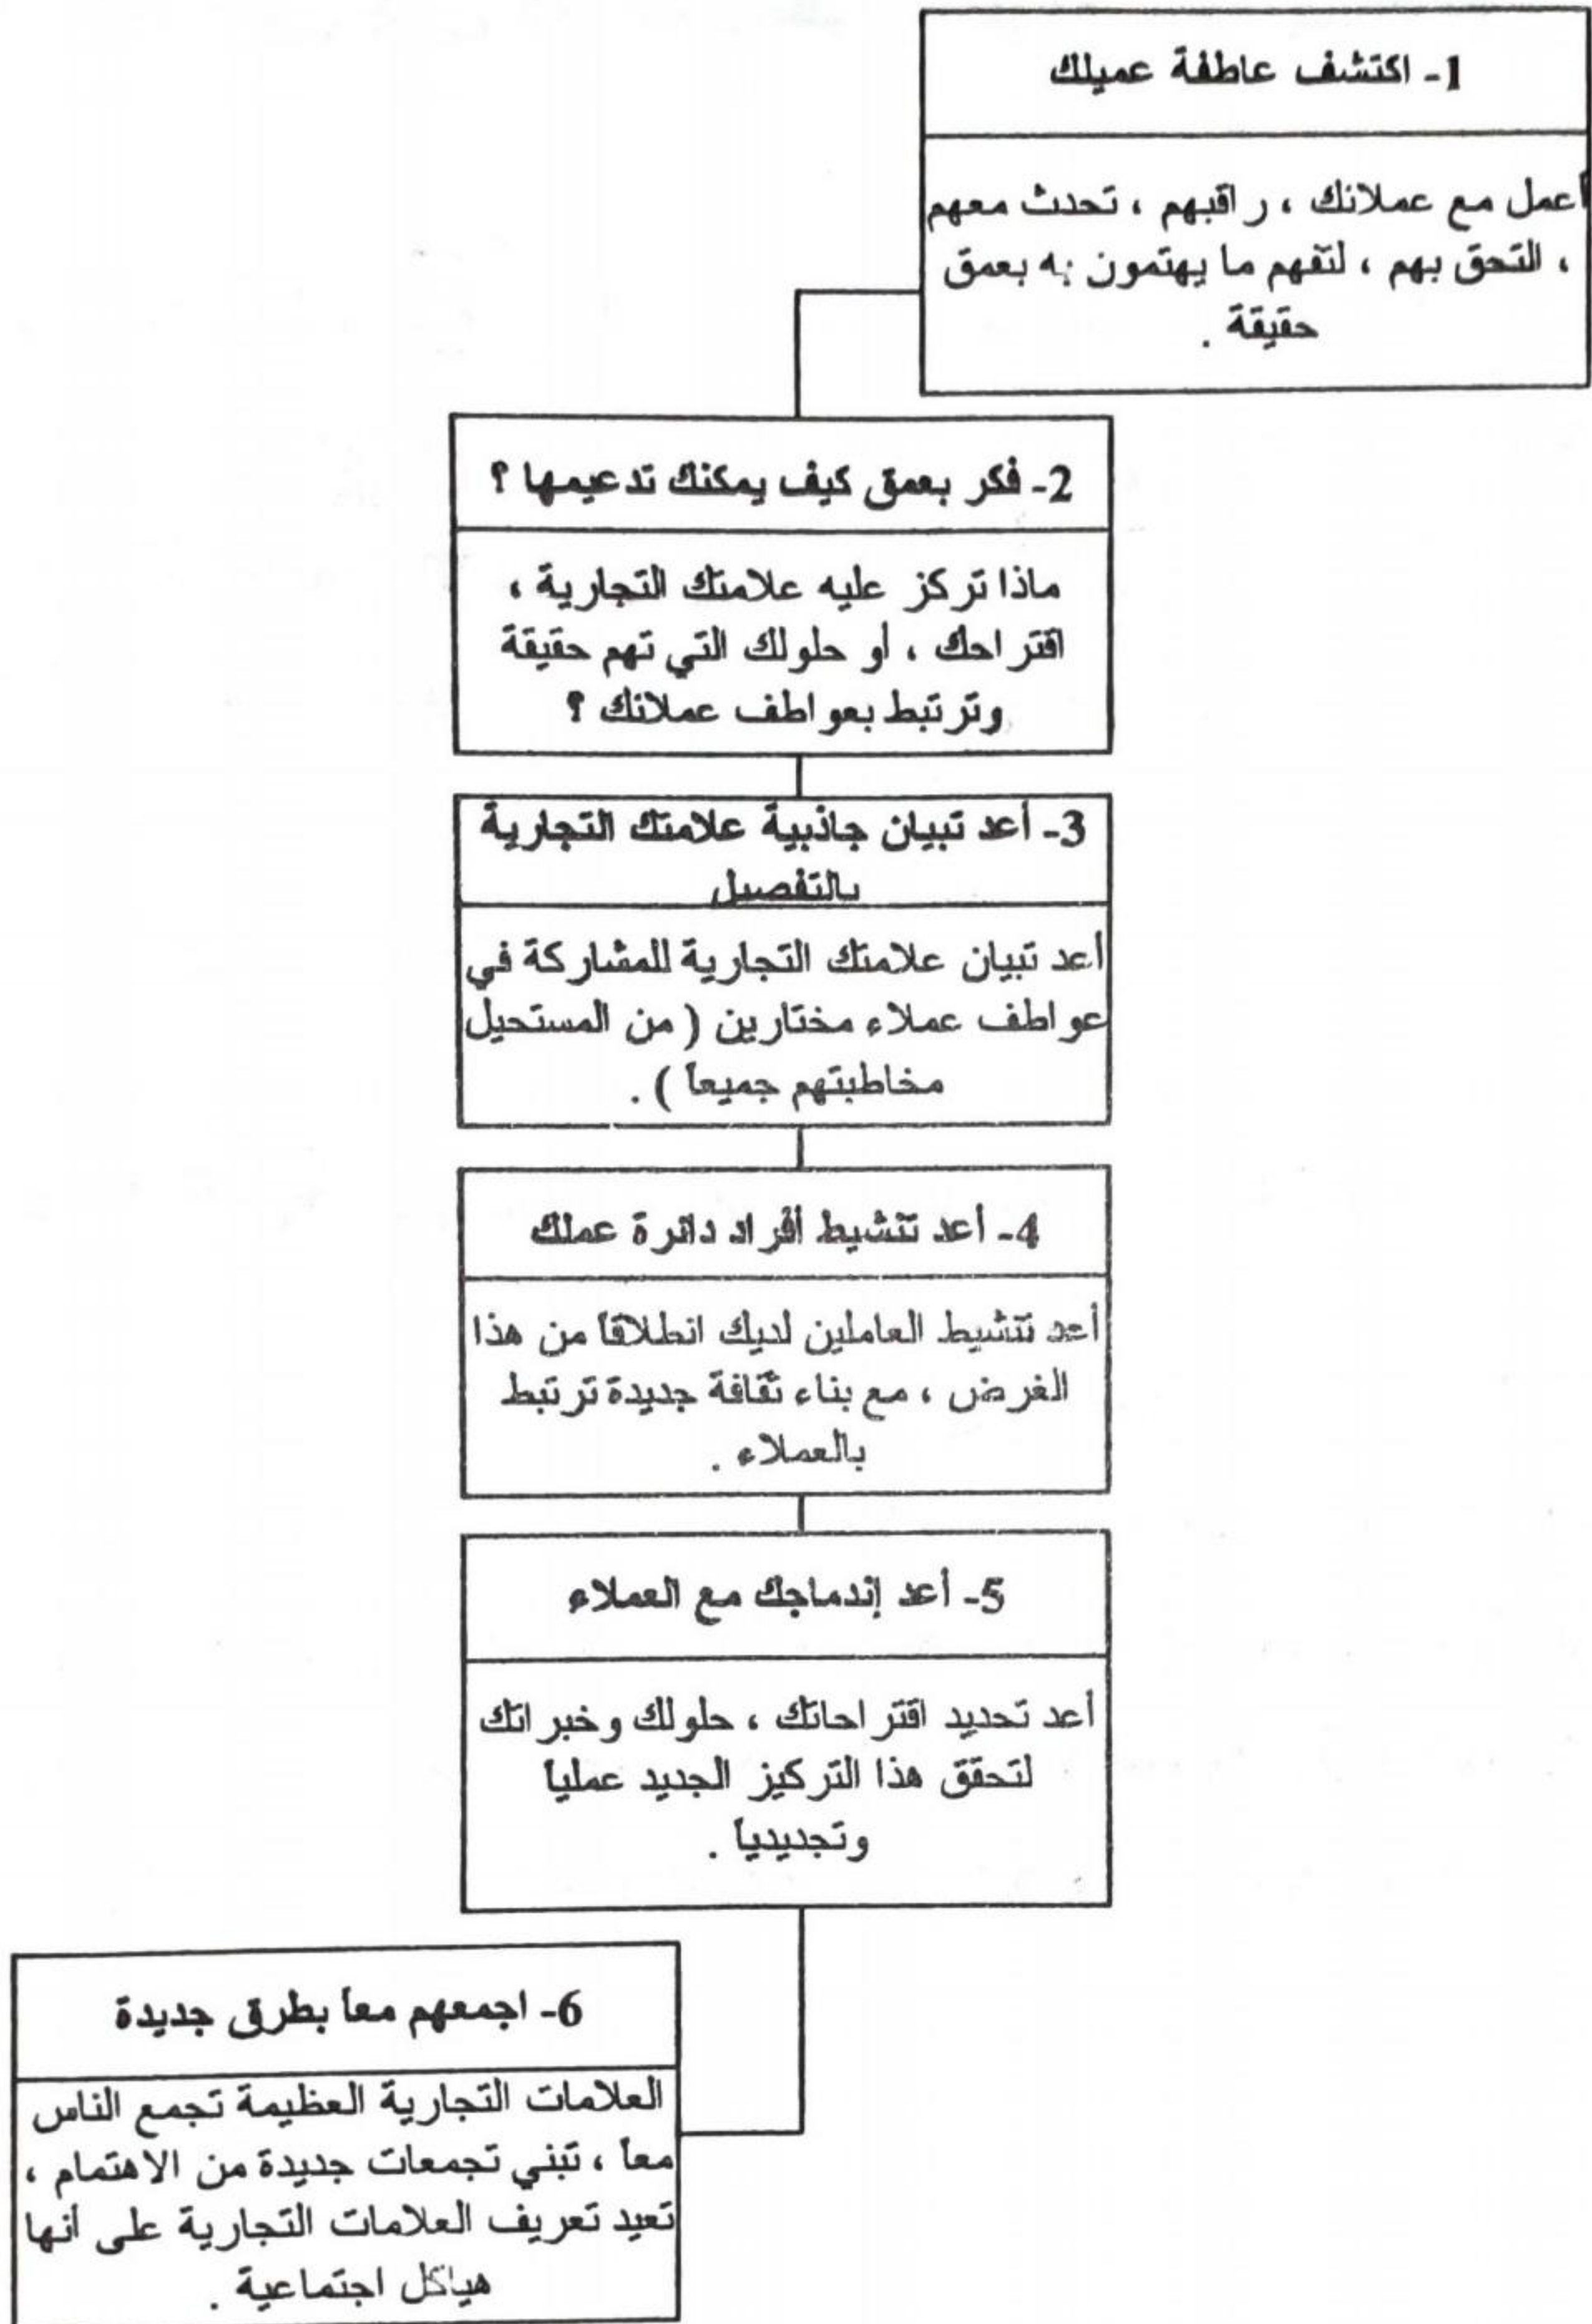 1- اكتشف عاطفة عميلك
أعمل مع عملائك ، راقبهم ، تحدث معهم
، التحق بهم ، لتفهم ما يهتمون به بعمق
حقيقة .
2- فكر بعمق كيف يمكنك تدعيمها ؟
ماذا تركز عليه علامتك التجارية ،
اقتراحك ، أو حلولك التي تهم حقيقة
وترتبط بعواطف عملائك ؟
3- أعد تبيان جاذبية علامتك التجارية
بالتفصيل
أعد تبيان علامتك التجارية للمشاركة في
عواطف عملاء مختارين ( من المستحيل
مخاطبتهم جميعاً ) .
4- أعد تنشيط أفراد دائرة عملك
أعد تنشيط العاملين لديك انطلاقاً من هذا
الغرض ، مع بناء ثقافة جديدة ترتبط
بالعملاء .
5- أعد إندماجك مع العملاء
أعد تحديد اقتراحاتك ، حلولك وخبراتك
لتحقق هذا التركيز الجديد عملياً
وتجديدياً .
6- اجمعهم معاً بطرق جديدة
العلامات التجارية العظيمة تجمع الناس
معاً ، تبني تجمعات جديدة من الاهتمام ،
تعيد تعريف العلامات التجارية على أنها
هياكل اجتماعية .